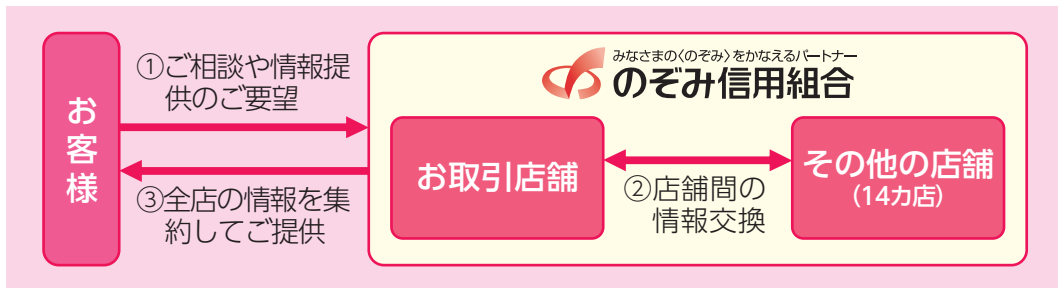 お客様
①ご相談や情報提
供のご要望
③全店の情報を集
約してご提供
みなさまの〈のぞみ〉をかなえるパートナー
のぞみ信用組合
お取引店舗
②店舗間の
情報交換
その他の店舗
(14カ店)